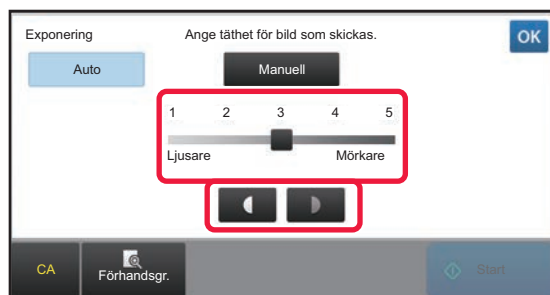 Exponering Ange täthet för bild som skickas. OK
Auto Manuell
1 2 3 4 5
Ljusare Mörkare
CA Förhandsgr. Start